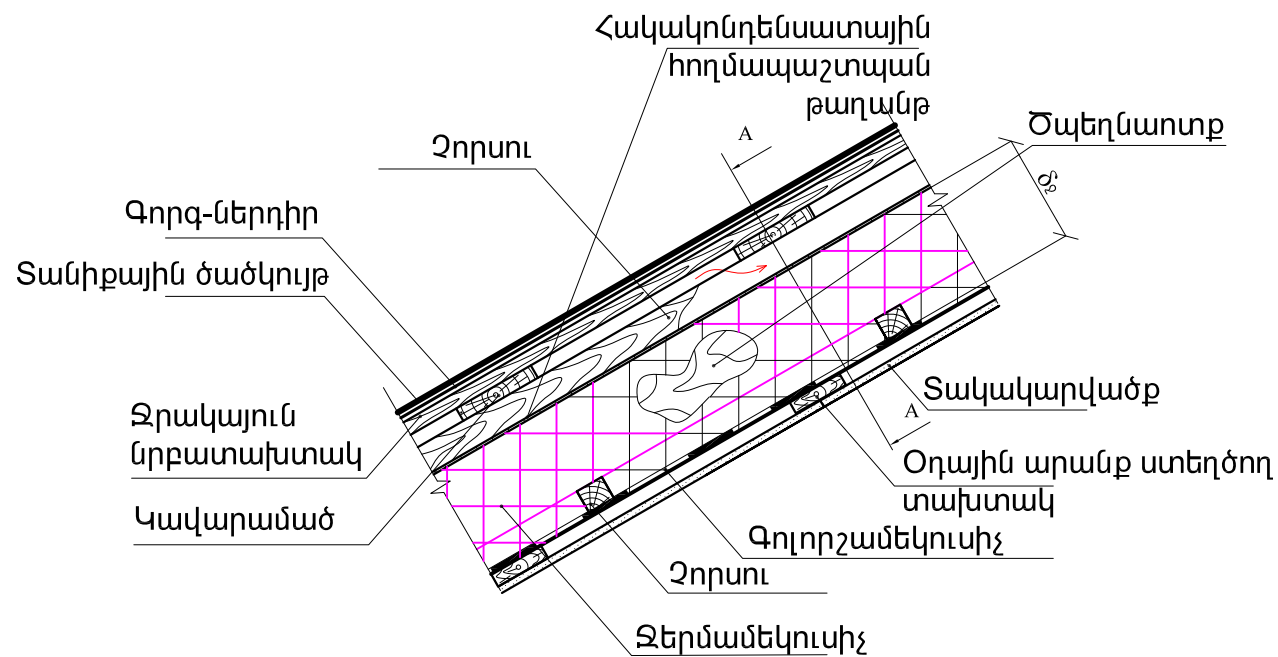 Հակակոնդենսատային
հողմապաշտպան
թաղանթ
Ծպեղնաոտք
A
Չորսու
δ₂
Գորգ-ներդիր
Տանիքային ծածկույթ
Տակակարվածք
A
Ջրակայուն
նրբատախտակ
Օդային արանք ստեղծող
տախտակ
Կավարամած
Գոլորշամեկուսիչ
Չորսու
Ջերմամեկուսիչ